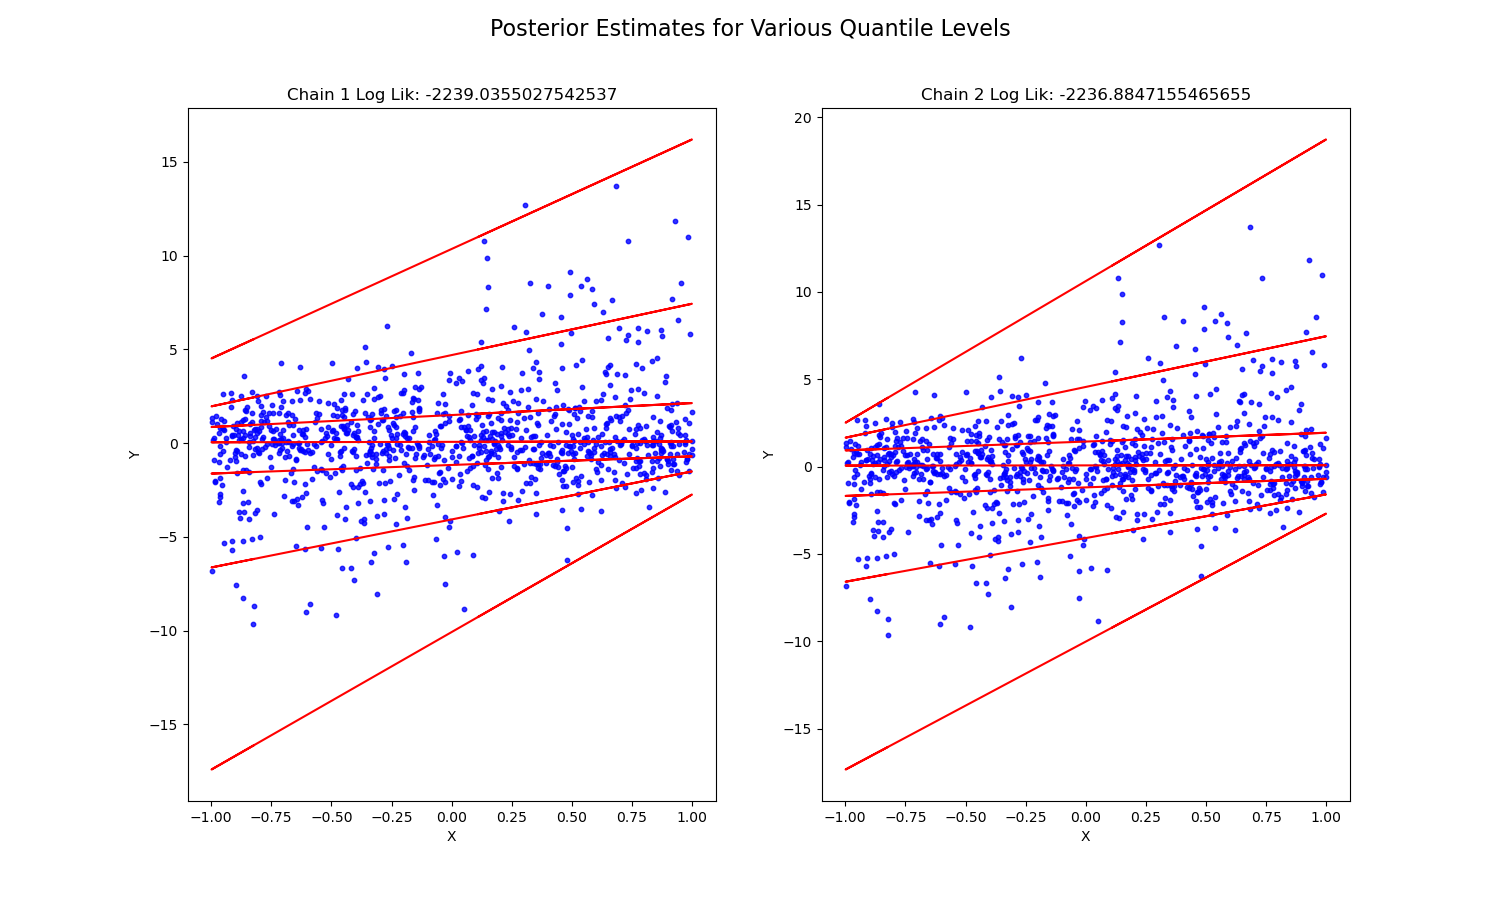 Posterior Estimates for Various Quantile Levels
Chain 1 Log Lik: -2239.0355027542537
15
10
5
0
−5
−10
−15
Y
−1.00 −0.75 −0.50 −0.25 0.00 0.25 0.50 0.75 1.00
X
Chain 2 Log Lik: -2236.8847155465655
20
15
10
5
0
−5
−10
−15
Y
−1.00 −0.75 −0.50 −0.25 0.00 0.25 0.50 0.75 1.00
X